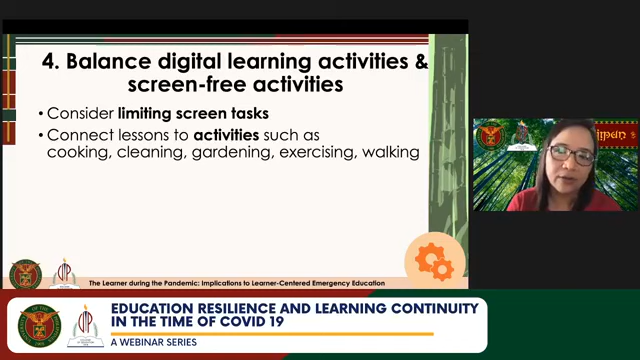 4. Balance digital learning activities &
screen-free activities
• Consider limiting screen tasks
• Connect lessons to activities such as
cooking, cleaning, gardening, exercising, walking
The Learner during the Pandemic: Implications to Learner-Centered Emergency Education
EDUCATION RESILIENCE AND LEARNING CONTINUITY
IN THE TIME OF COVID 19
A WEBINAR SERIES